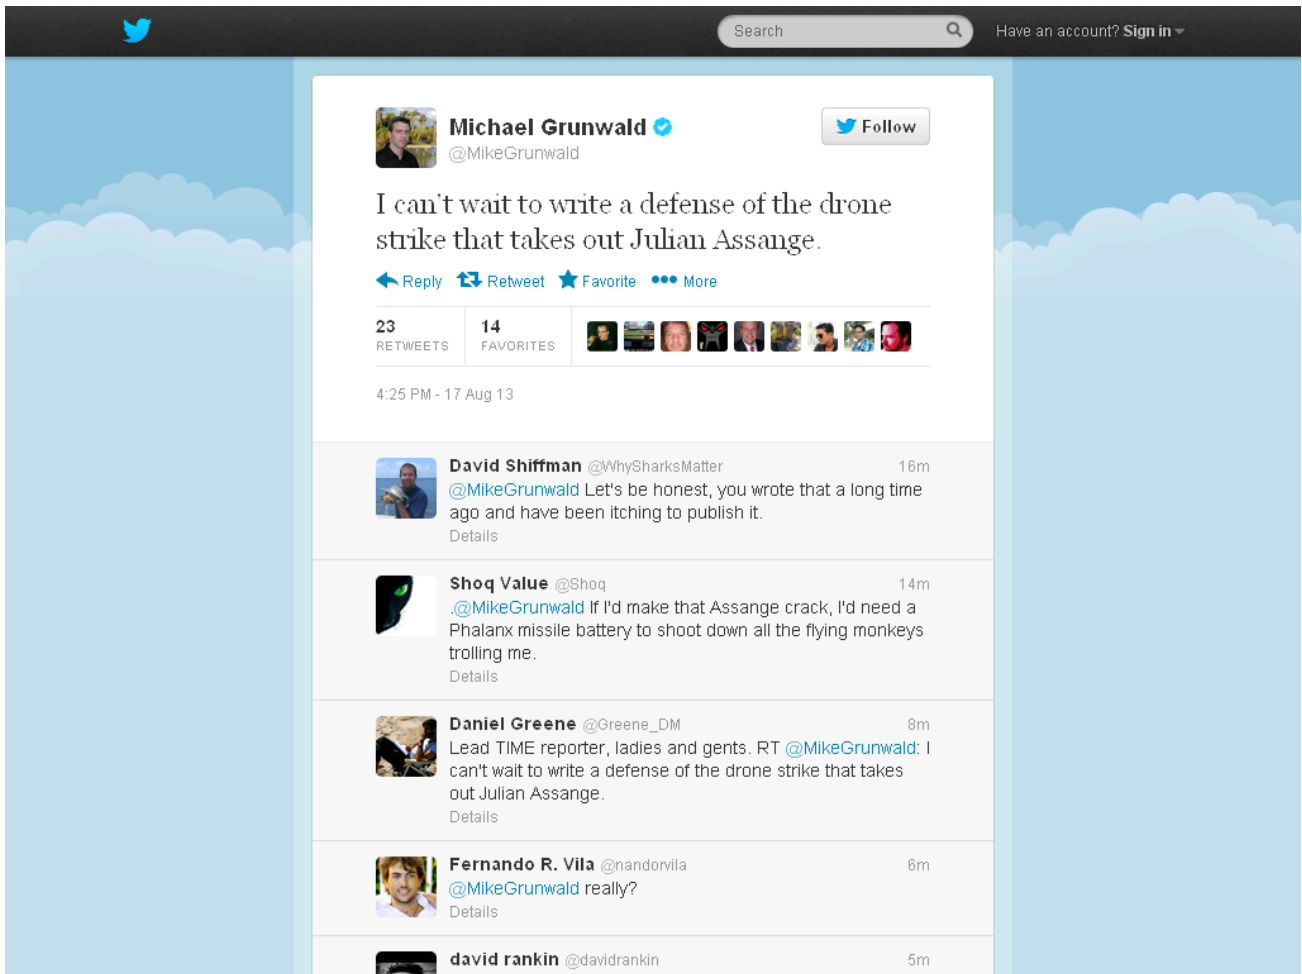 Search
Have an account? Sign in
Michael Grunwald
Follow
@MikeGrunwald
I can't wait to write a defense of the drone
strike that takes out Julian Assange.
Reply Retweet Favorite More
23
RETWEETS
14
FAVORITES
4:25 PM - 17 Aug 13
David Shiffman @WhySharksMatter 16m
@MikeGrunwald Let's be honest, you wrote that a long time
ago and have been itching to publish it.
Details
Shoq Value @Shoq 14m
.@MikeGrunwald If I'd make that Assange crack, I'd need a
Phalanx missile battery to shoot down all the flying monkeys
trolling me.
Details
Daniel Greene @Greene_DM 8m
Lead TIME reporter, ladies and gents. RT @MikeGrunwald: I
can't wait to write a defense of the drone strike that takes
out Julian Assange.
Details
Fernando R. Vila @nandorvila 6m
@MikeGrunwald really?
Details
david rankin @davidrankin 5m